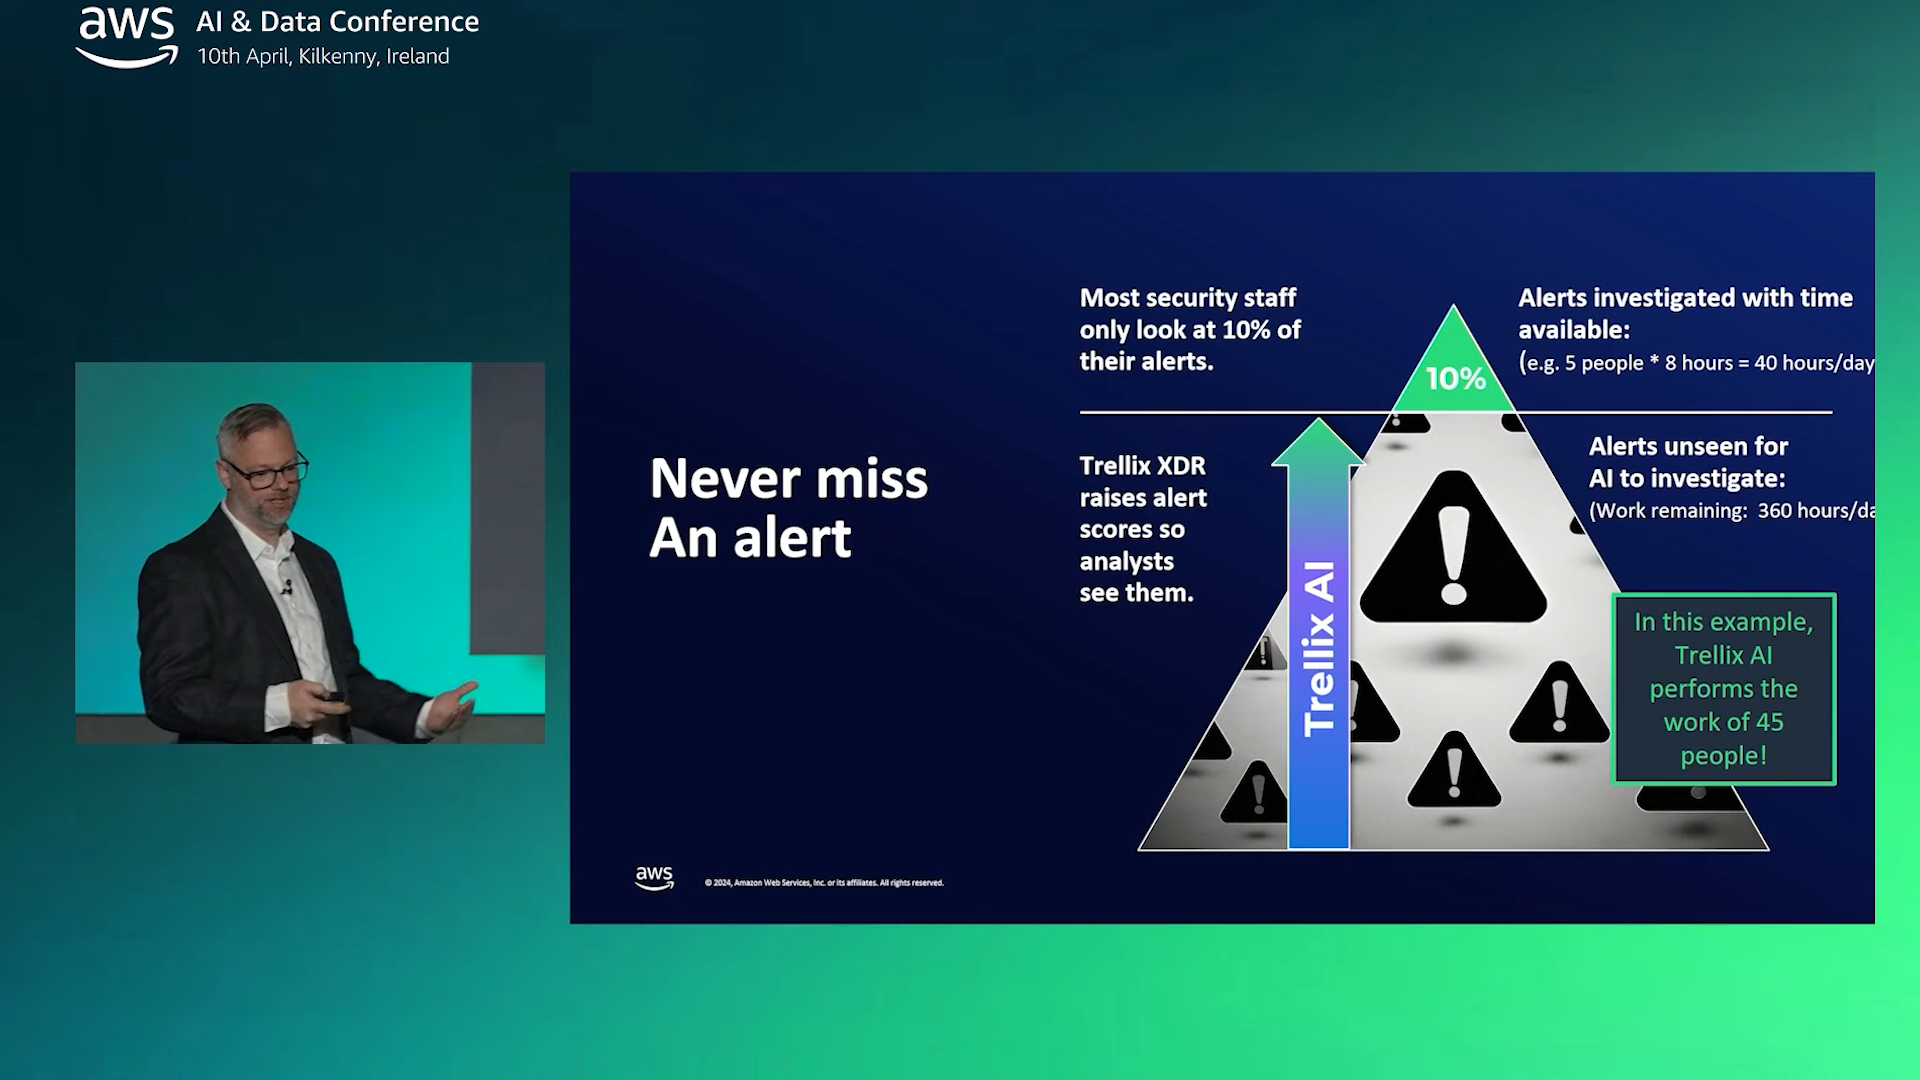 aws
AI & Data Conference
10th April, Kilkenny, Ireland
Never miss
An alert
Most security staff
only look at 10% of
their alerts.
Trellix XDR
raises alert
scores so
analysts
see them.
10%
Trellix AI
Alerts investigated with time
available:
(e.g. 5 people * 8 hours = 40 hours/day
Alerts unseen for
AI to investigate:
(Work remaining:  360 hours/da
In this example,
Trellix AI
performs the
work of 45
people!
aws
© 2024, Amazon Web Services, Inc. or its affiliates. All rights reserved.